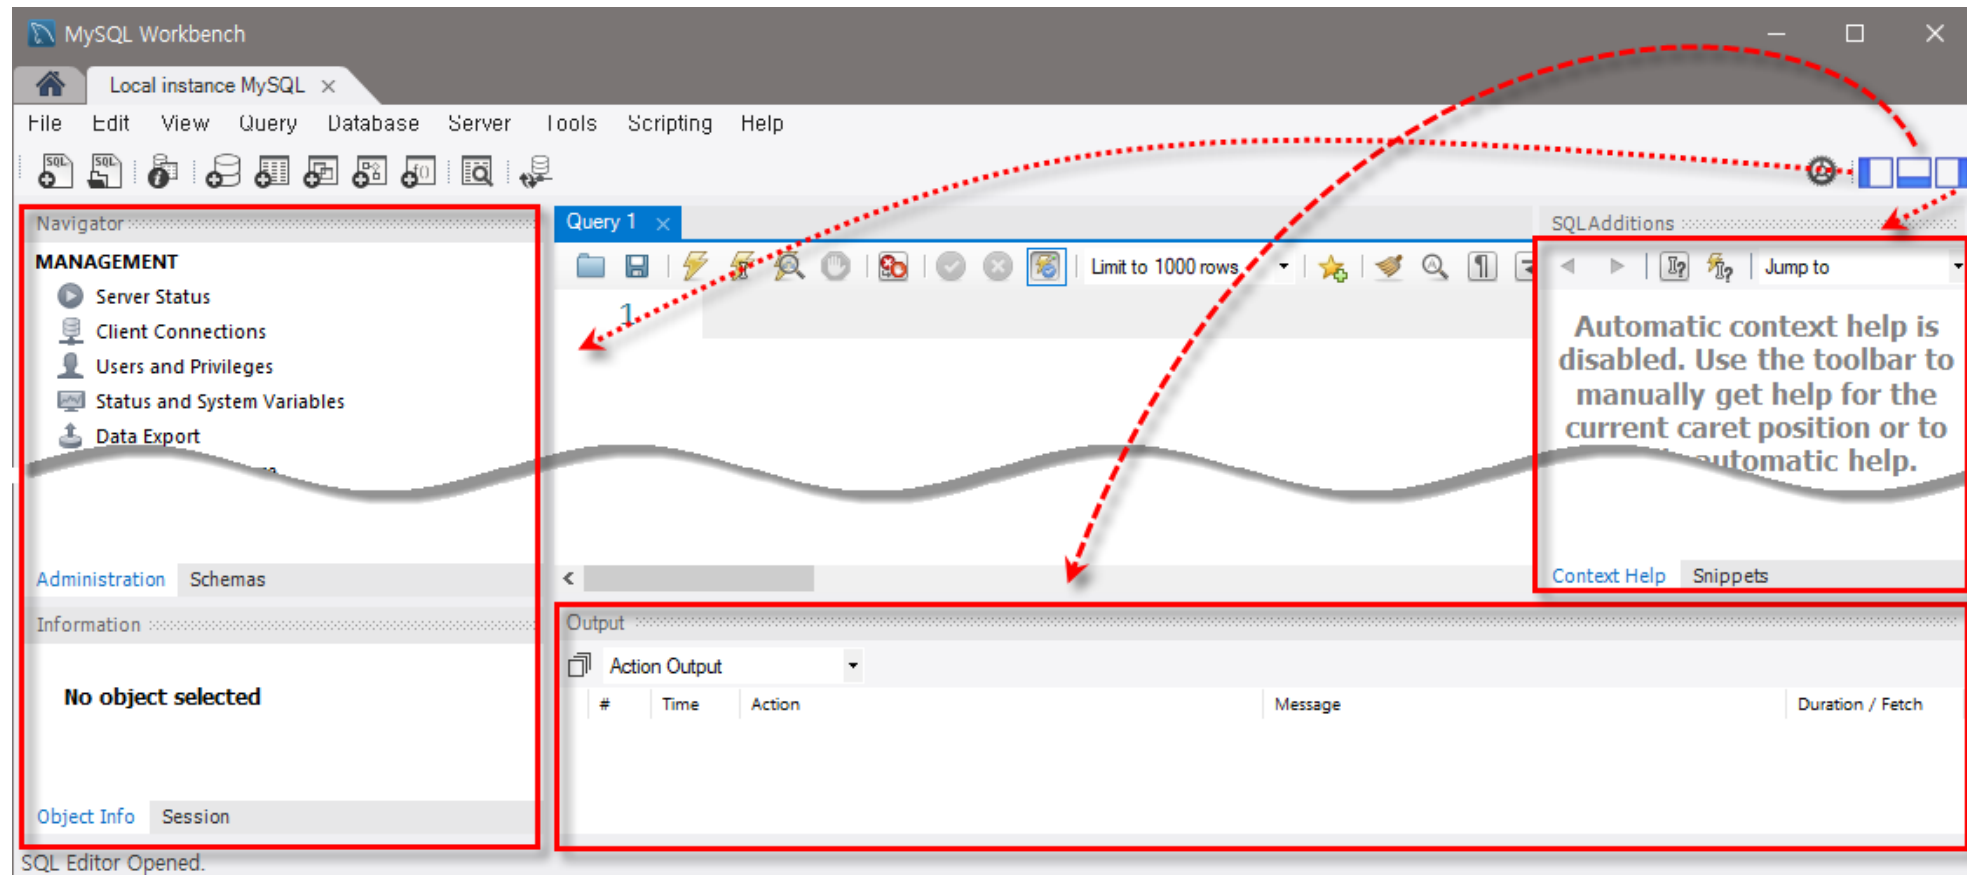 MySQL Workbench
Local instance MySQL
File Edit View Query Database Server Tools Scripting Help
SQL SQL
Navigator
MANAGEMENT
Server Status
Client Connections
Users and Privileges
Status and System Variables
Data Export
Administration Schemas
Information
No object selected
Object Info Session
SQL Editor Opened.
Query 1
Limit to 1000 rows
1
SQLAdditions
Jump to
Automatic context help is
disabled. Use the toolbar to
manually get help for the
current caret position or to
automatic help.
Context Help Snippets
Output
Action Output
# Time Action Message Duration / Fetch